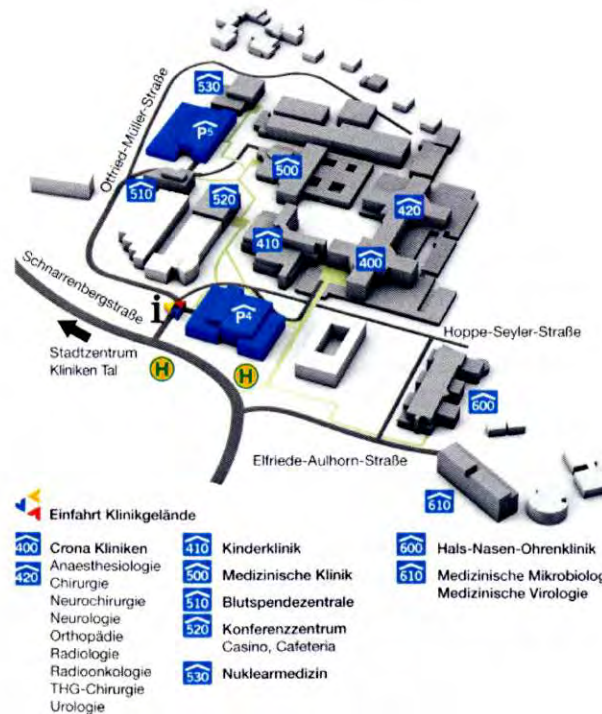 530
Otfried-Müller-Straße
P5
500
510
520
420
410
400
Schnarrenbergstraße
i
P4
Hoppe-Seyler-Straße
Stadtzentrum
Kliniken Tal
H
H
600
Elfriede-Aulhorn-Straße
610
Einfahrt Klinikgelände
400 Crona Kliniken
420 Anaesthesiologie
Chirurgie
Neurochirurgie
Neurologie
Orthopädie
Radiologie
Radioonkologie
THG-Chirurgie
Urologie
410 Kinderklinik
500 Medizinische Klinik
510 Blutspendezentrale
520 Konferenzzentrum
Casino, Cafeteria
530 Nuklearmedizin
600 Hals-Nasen-Ohrenklinik
610 Medizinische Mikrobiolog
Medizinische Virologie